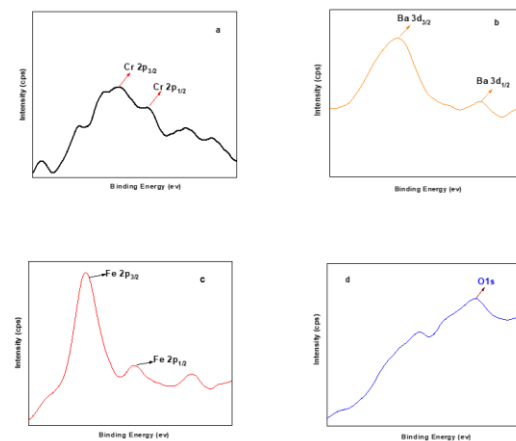 a
Cr 2p3/2
Cr 2p1/2
Intensity (cps)
Binding Energy (ev)
b
Ba 3d3/2
Ba 3d1/2
Intensity (cps)
Binding Energy (ev)
c
Fe 2p3/2
Fe 2p1/2
Intensity (cps)
Binding Energy (ev)
d
O1s
Intensity (cps)
Binding Energy (ev)